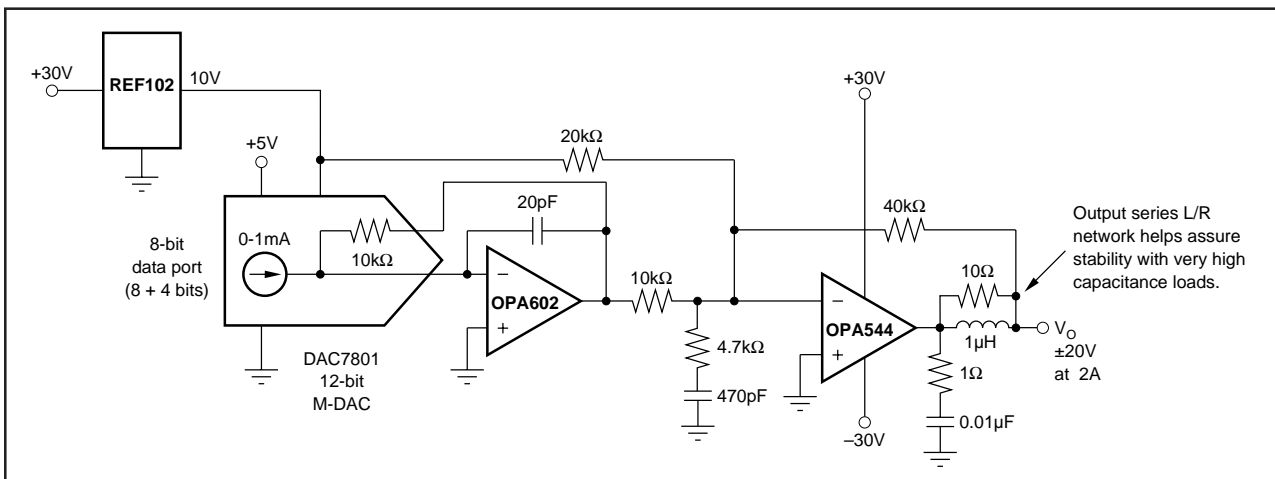 +30V
REF102
10V
+5V
20kΩ
+30V
8-bit
data port
(8 + 4 bits)
0-1mA
10kΩ
20pF
–
+
OPA602
DAC7801
12-bit
M-DAC
10kΩ
4.7kΩ
470pF
40kΩ
–
+
OPA544
–30V
10Ω
1µH
1Ω
0.01µF
Output series L/R
network helps assure
stability with very high
capacitance loads.
VO
±20V
at 2A